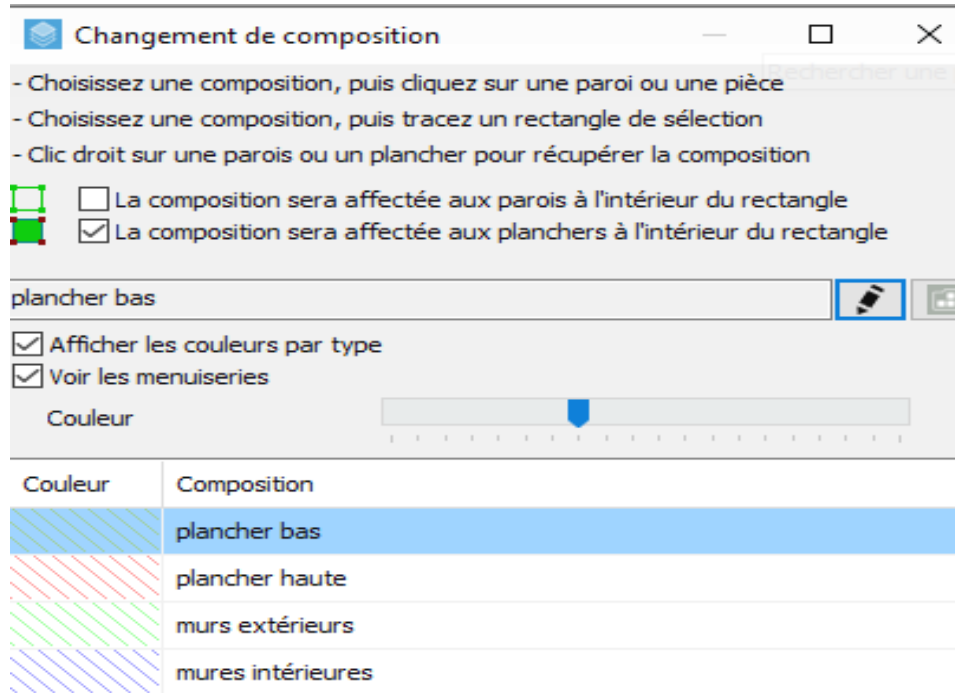 Changement de composition
Rechercher une
- Choisissez une composition, puis cliquez sur une paroi ou une pièce
- Choisissez une composition, puis tracez un rectangle de sélection
- Clic droit sur une parois ou un plancher pour récupérer la composition
La composition sera affectée aux parois à l'intérieur du rectangle
La composition sera affectée aux planchers à l'intérieur du rectangle
plancher bas
Afficher les couleurs par type
Voir les menuiseries
Couleur
Couleur Composition
plancher bas
plancher haute
murs extérieurs
mures intérieures